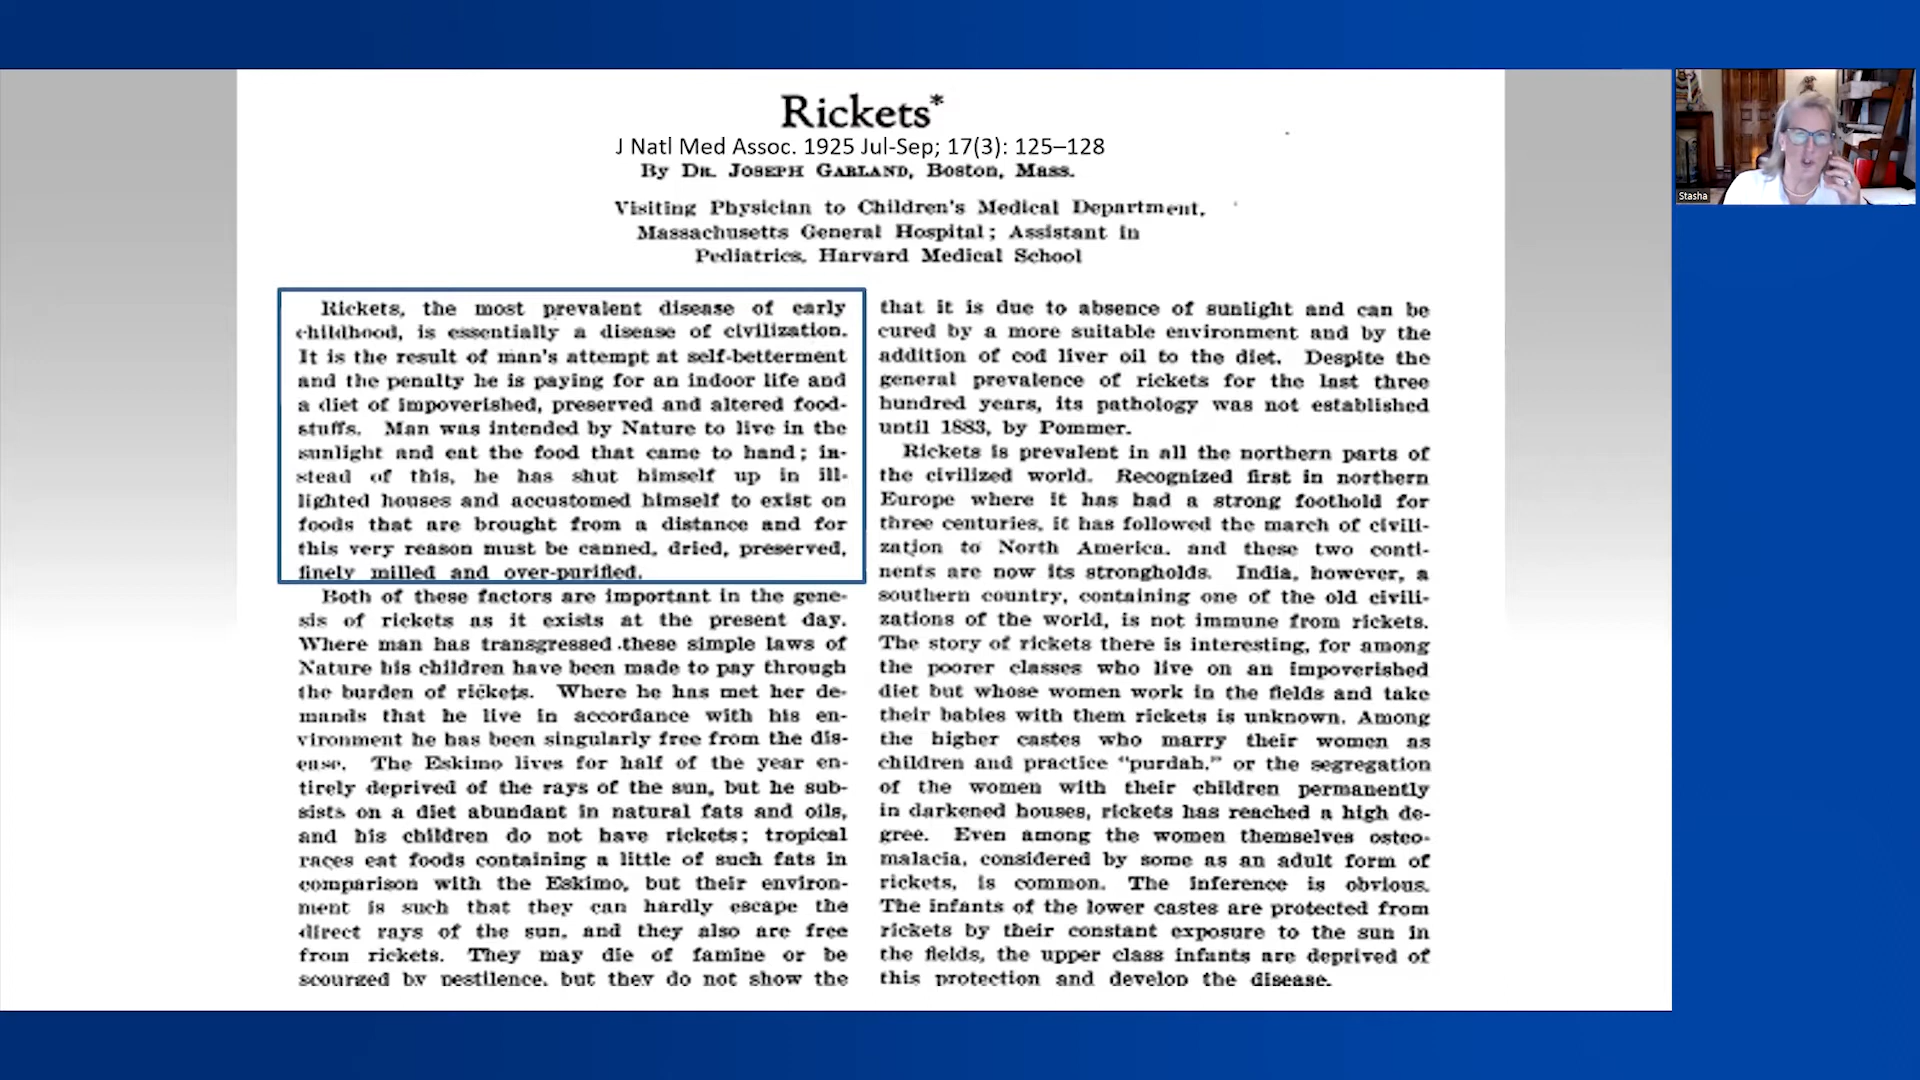 Rickets*
J Natl Med Assoc. 1925 Jul-Sep; 17(3): 125–128
By DR. JOSEPH GARLAND, Boston, Mass.
Visiting Physician to Children's Medical Department,
Massachusetts General Hospital; Assistant in
Pediatrics, Harvard Medical School
Rickets, the most prevalent disease of early
childhood, is essentially a disease of civilization.
It is the result of man's attempt at self-betterment
and the penalty he is paying for an indoor life and
a diet of impoverished, preserved and altered food-
stuffs. Man was intended by Nature to live in the
sunlight and eat the food that came to hand; in-
stead of this, he has shut himself up in ill-
lighted houses and accustomed himself to exist on
foods that are brought from a distance and for
this very reason must be canned, dried, preserved,
finely milled and over-purified.
Both of these factors are important in the gene-
sis of rickets as it exists at the present day.
Where man has transgressed these simple laws of
Nature his children have been made to pay through
the burden of rickets. Where he has met her de-
mands that he live in accordance with his en-
vironment he has been singularly free from the dis-
ease. The Eskimo lives for half of the year en-
tirely deprived of the rays of the sun, but he sub-
sists on a diet abundant in natural fats and oils,
and his children do not have rickets; tropical
races eat foods containing a little of such fats in
comparison with the Eskimo, but their environ-
ment is such that they can hardly escape the
direct rays of the sun, and they also are free
from rickets. They may die of famine or be
scourged by pestilence, but they do not show the
that it is due to absence of sunlight and can be
cured by a more suitable environment and by the
addition of cod liver oil to the diet. Despite the
general prevalence of rickets for the last three
hundred years, its pathology was not established
until 1883, by Pommer.
Rickets is prevalent in all the northern parts of
the civilized world. Recognized first in northern
Europe where it has had a strong foothold for
three centuries, it has followed the march of civili-
zation to North America, and these two conti-
nents are now its strongholds. India, however, a
southern country, containing one of the old civili-
zations of the world, is not immune from rickets.
The story of rickets there is interesting, for among
the poorer classes who live on an impoverished
diet but whose women work in the fields and take
their babies with them rickets is unknown. Among
the higher castes who marry their women as
children and practice "purdah," or the segregation
of the women with their children permanently
in darkened houses, rickets has reached a high de-
gree. Even among the women themselves osteo-
malacia, considered by some as an adult form of
rickets, is common. The inference is obvious.
The infants of the lower castes are protected from
rickets by their constant exposure to the sun in
the fields, the upper class infants are deprived of
this protection and develop the disease.
Stasha